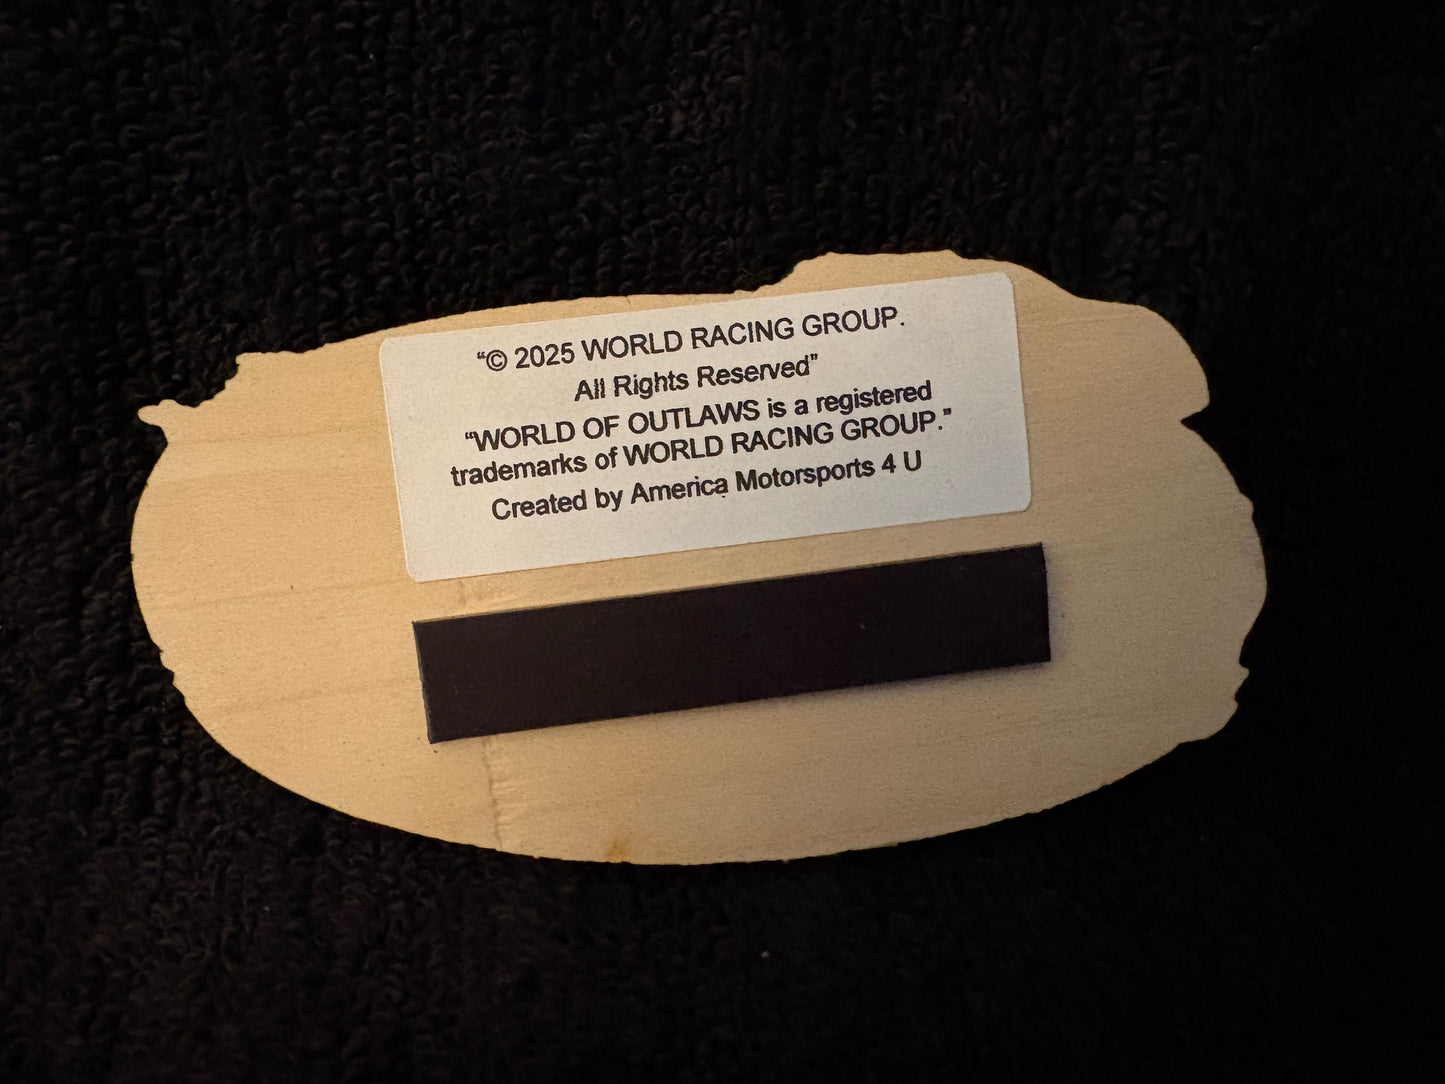 “© 2025 WORLD RACING GROUP.
All Rights Reserved”
“WORLD OF OUTLAWS is a registered
trademarks of WORLD RACING GROUP.”
Created by America Motorsports 4 U